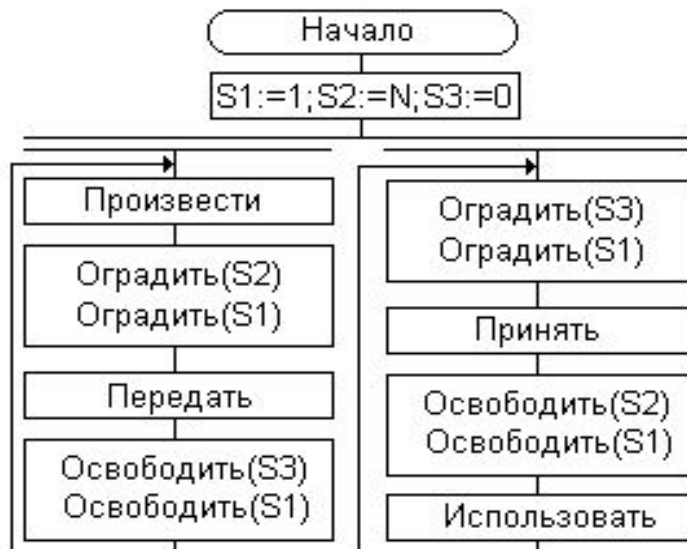 Начало
S1:=1;S2:=N;S3:=0
Произвести
Оградить(S2)
Оградить(S1)
Передать
Освободить(S3)
Освободить(S1)
Оградить(S3)
Оградить(S1)
Принять
Освободить(S2)
Освободить(S1)
Использовать